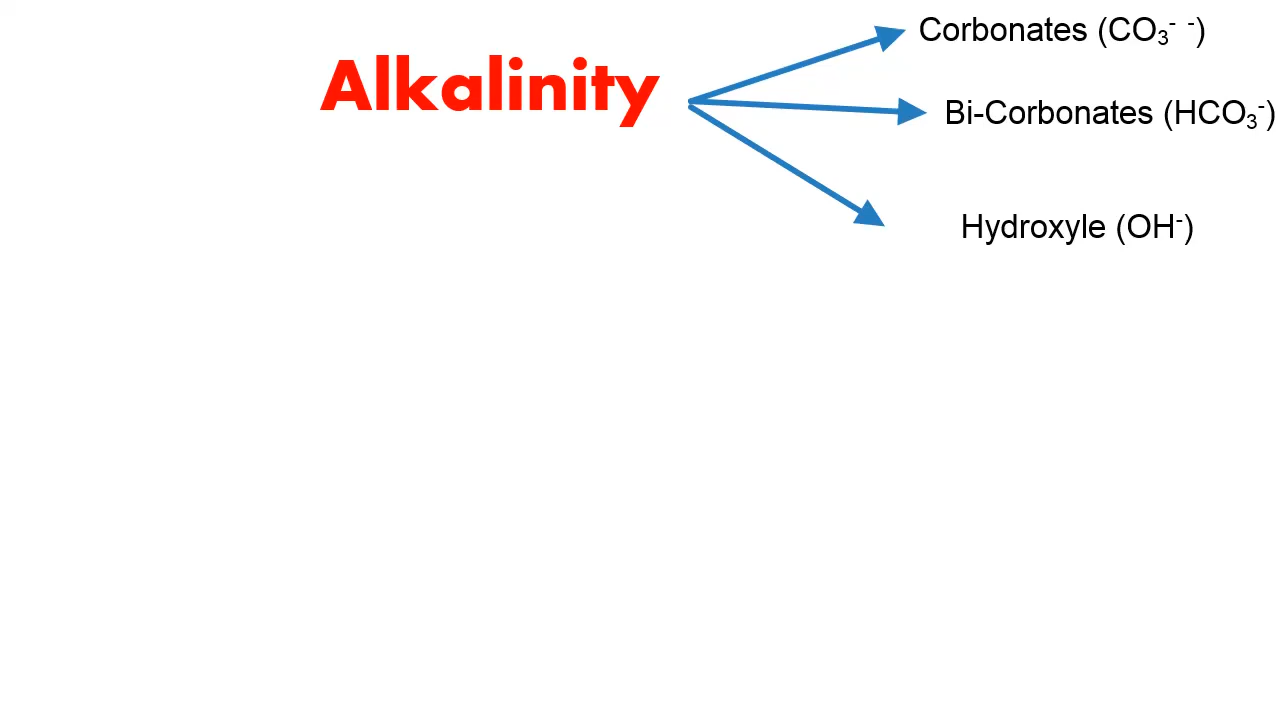 Alkalinity
Corbonates (CO₃⁻ ⁻)
Bi-Corbonates (HCO₃⁻)
Hydroxyle (OH⁻)